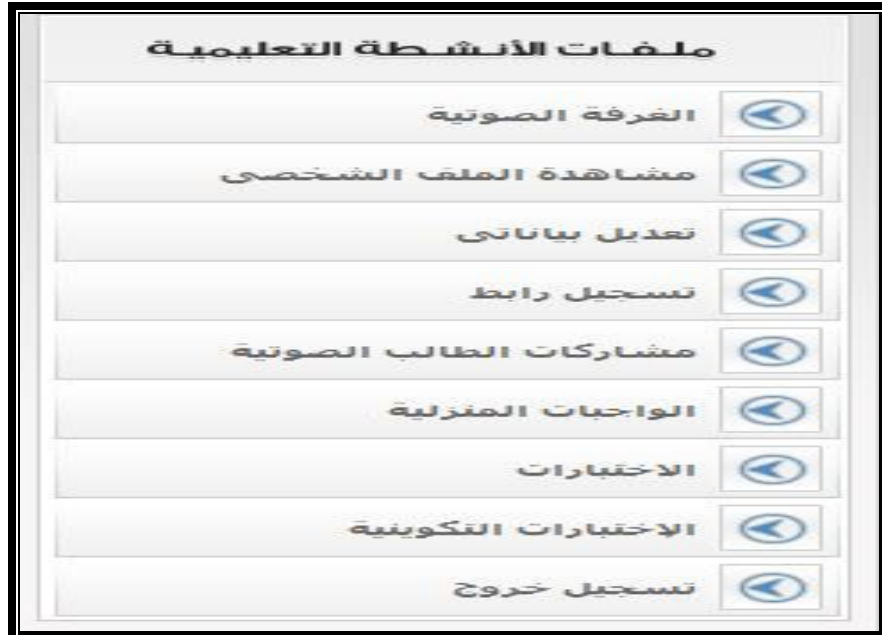 ملفات الأنشطة التعليمية
الغرفة الصوتية
مشاهدة الملف الشخصى
تعديل بياناتى
تسجيل رابط
مشاركات الطالب الصوتية
الواجبات المنزلية
الاختبارات
الاختبارات التكوينية
تسجيل خروج